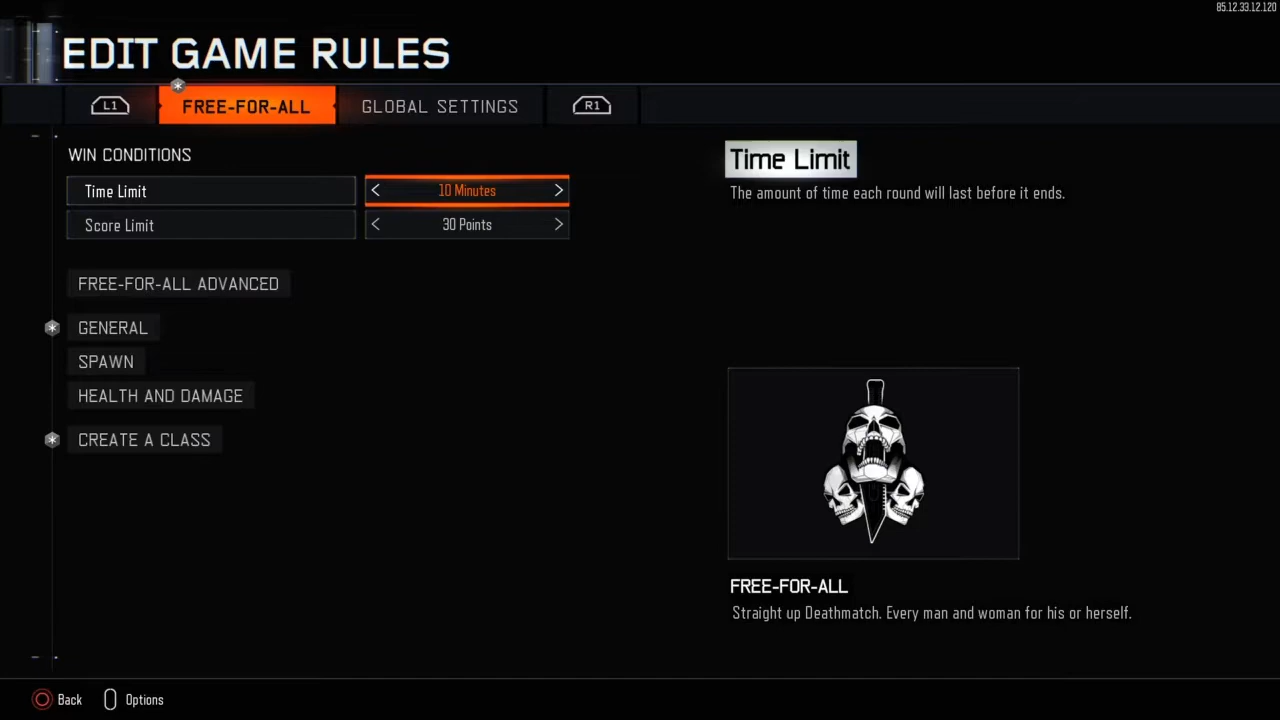 85.12.33.12.120
EDIT GAME RULES
L1
FREE-FOR-ALL
GLOBAL SETTINGS
R1
WIN CONDITIONS
Time Limit
10 Minutes
Score Limit
30 Points
FREE-FOR-ALL ADVANCED
GENERAL
SPAWN
HEALTH AND DAMAGE
CREATE A CLASS
Time Limit
The amount of time each round will last before it ends.
FREE-FOR-ALL
Straight up Deathmatch. Every man and woman for his or herself.
Back
Options